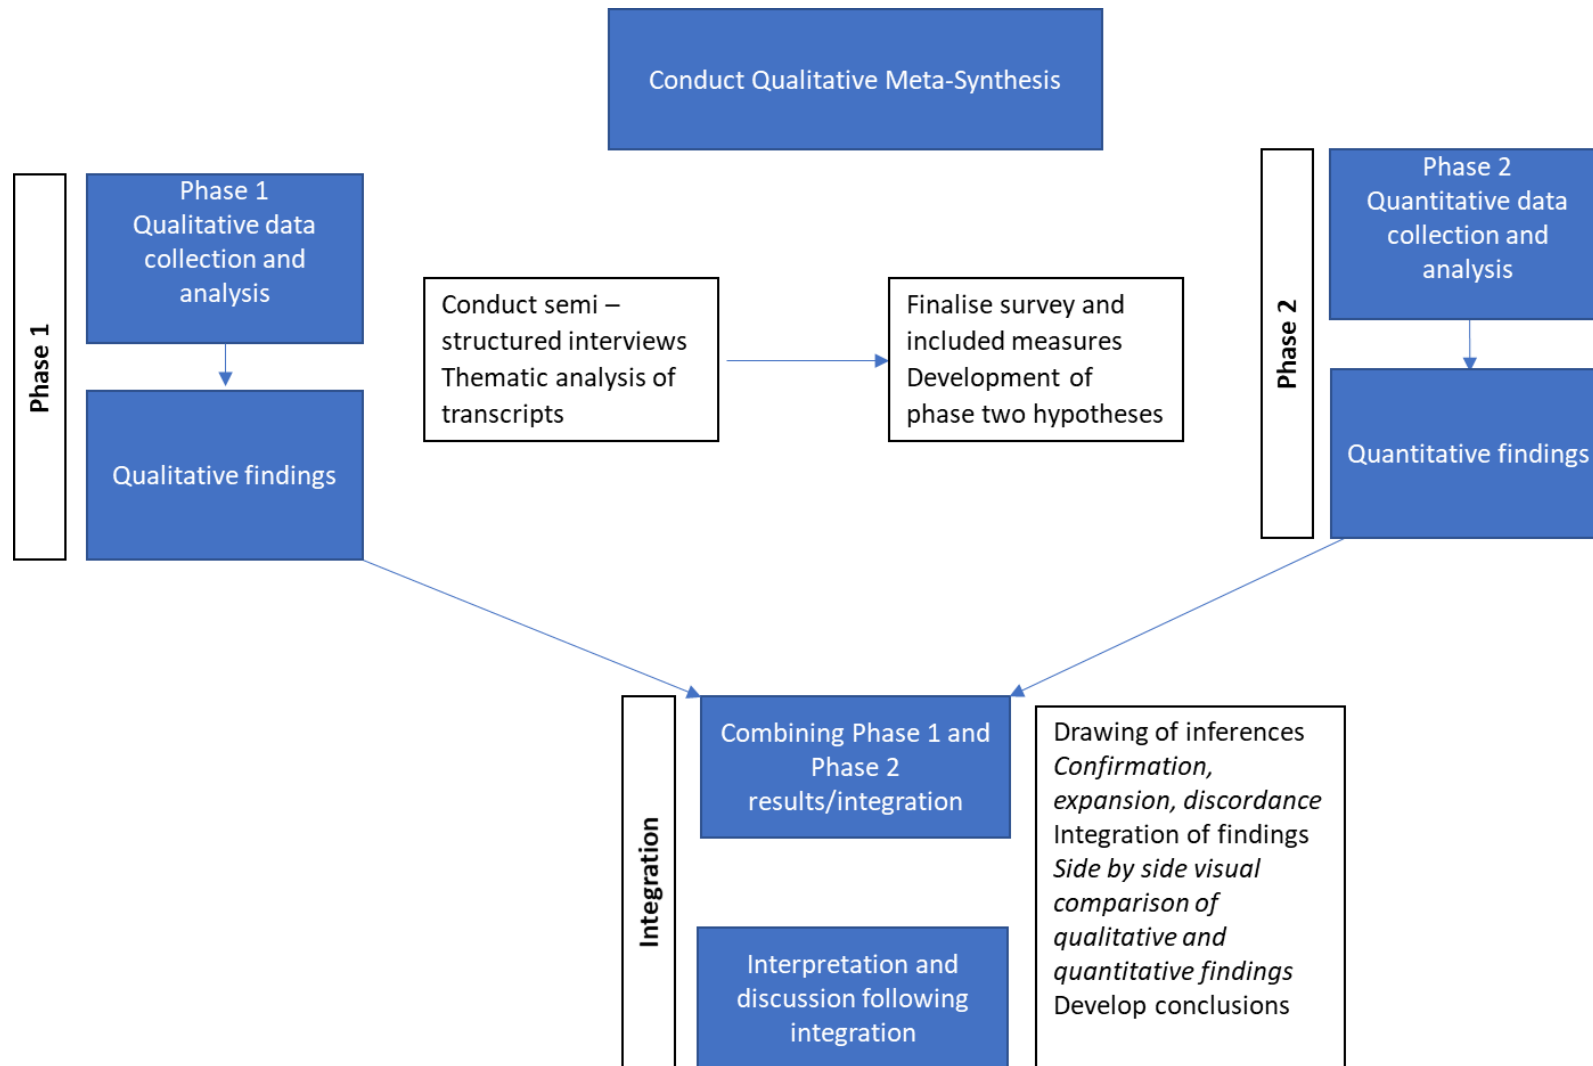 Conduct Qualitative Meta-Synthesis
Phase 1
Phase 1
Qualitative data
collection and
analysis
Qualitative findings
Conduct semi –
structured interviews
Thematic analysis of
transcripts
Finalise survey and
included measures
Development of
phase two hypotheses
Phase 2
Phase 2
Quantitative data
collection and
analysis
Quantitative findings
Integration
Combining Phase 1 and
Phase 2
results/integration
Interpretation and
discussion following
integration
Drawing of inferences
Confirmation,
expansion, discordance
Integration of findings
Side by side visual
comparison of
qualitative and
quantitative findings
Develop conclusions